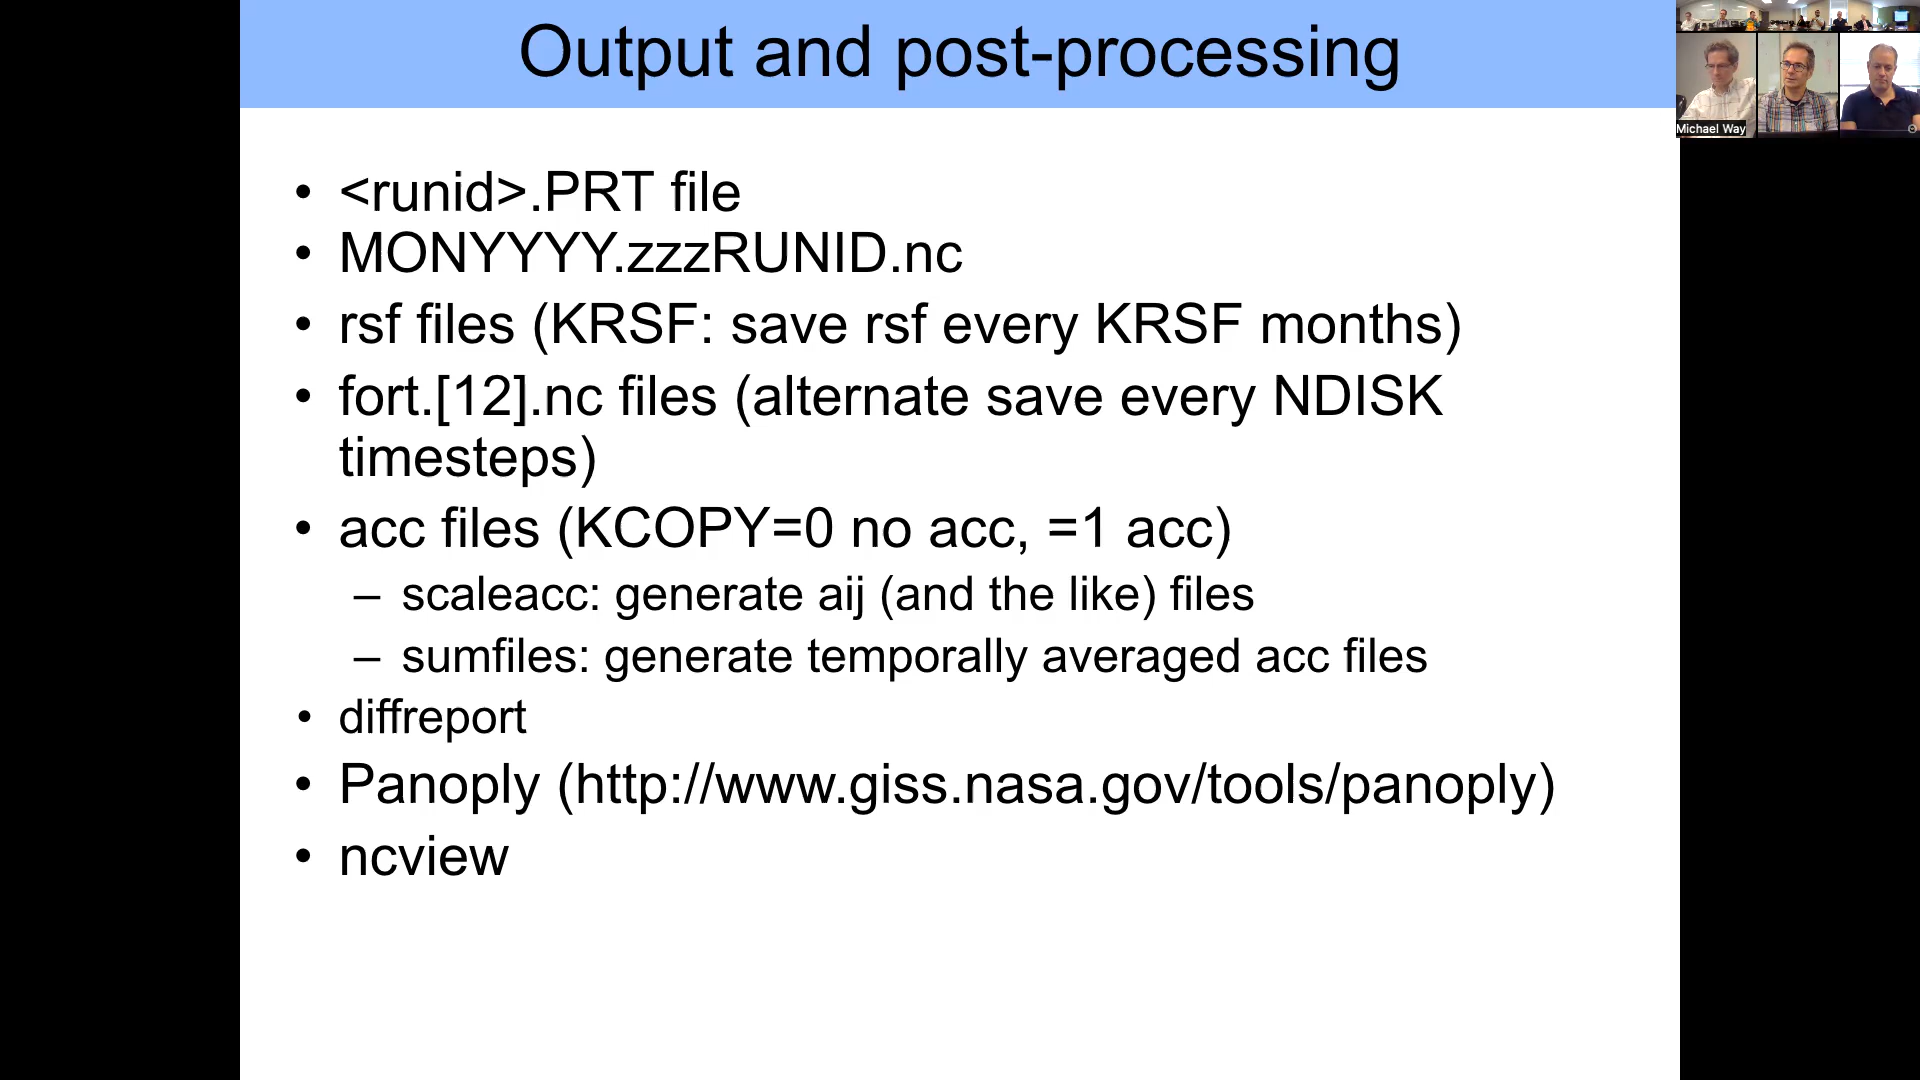 Output and post-processing
Michael Way
• <runid>.PRT file
• MONYYYY.zzzRUNID.nc
• rsf files (KRSF: save rsf every KRSF months)
• fort.[12].nc files (alternate save every NDISK
timesteps)
• acc files (KCOPY=0 no acc, =1 acc)
– scaleacc: generate aij (and the like) files
– sumfiles: generate temporally averaged acc files
• diffreport
• Panoply (http://www.giss.nasa.gov/tools/panoply)
• ncview